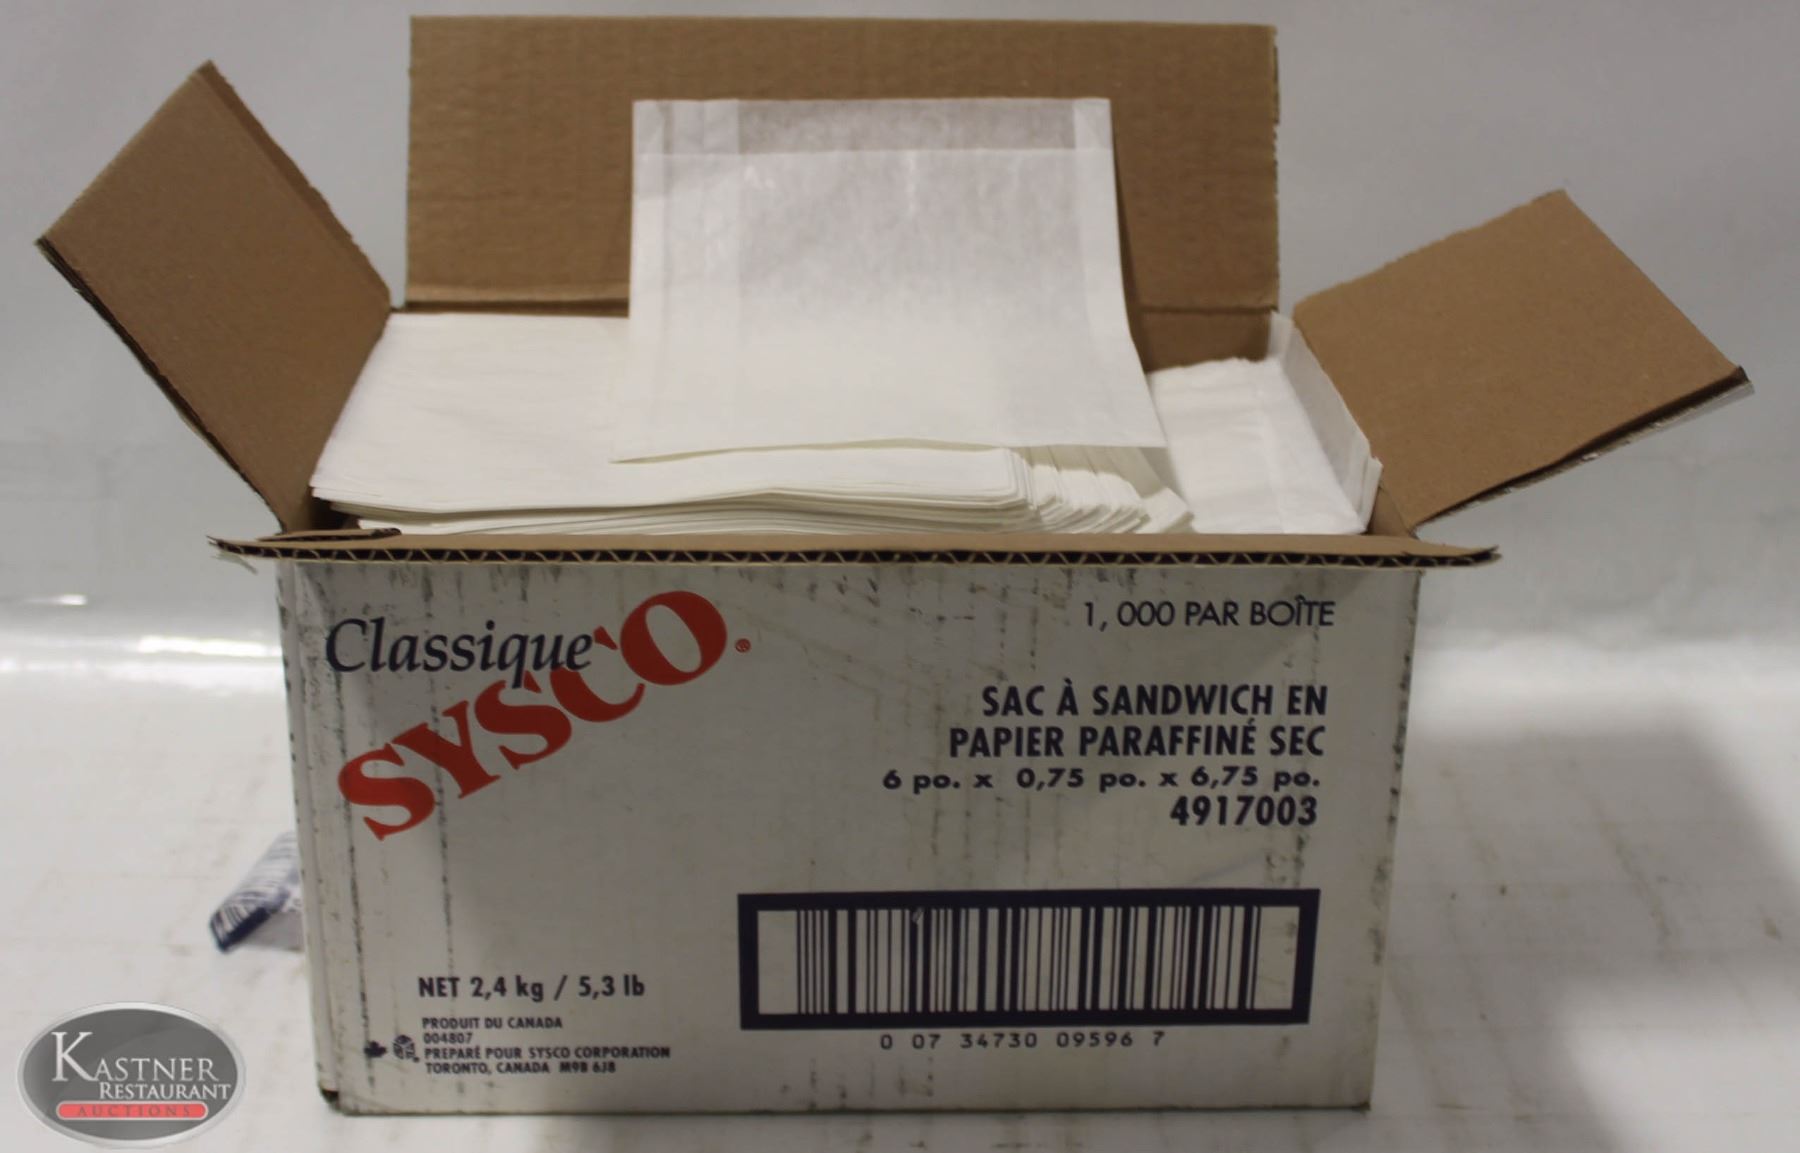 Classique
SYSCO®
1, 000 PAR BOÎTE
SAC À SANDWICH EN
PAPIER PARAFFINÉ SEC
6 po. x 0,75 po. x 6,75 po.
4917003
NET 2,4 kg / 5,3 lb
PRODUIT DU CANADA
004807
PREPARÉ POUR SYSCO CORPORATION
TORONTO, CANADA M9B 6J8
0 07 34730 09596 7
KASTNER
RESTAURANT
AUCTIONS